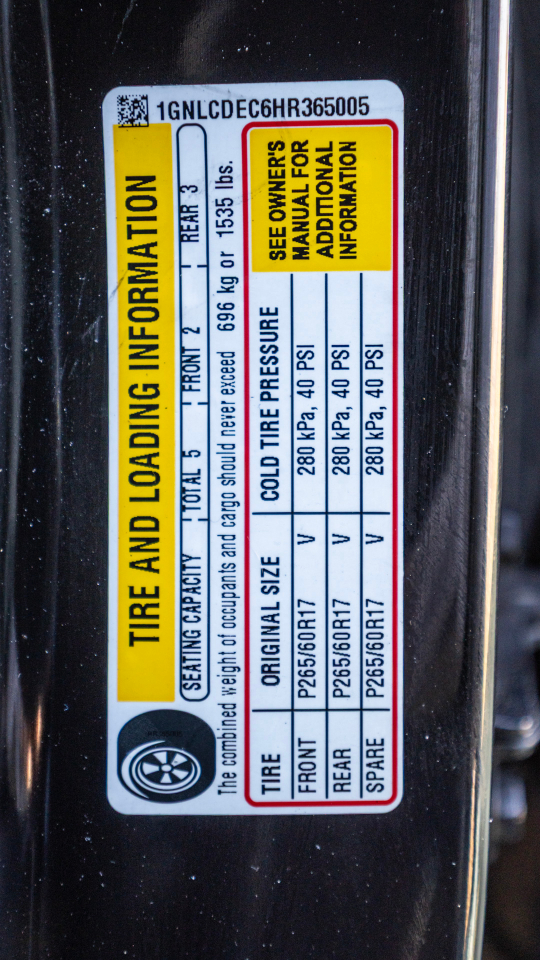 1GNLCDEC6HR365005
TIRE AND LOADING INFORMATION
SEATING CAPACITY TOTAL 5 FRONT 2 REAR 3
The combined weight of occupants and cargo should never exceed 696 kg or 1535 lbs.
TIRE ORIGINAL SIZE COLD TIRE PRESSURE
FRONT P265/60R17 V 280 kPa, 40 PSI
REAR P265/60R17 V 280 kPa, 40 PSI
SPARE P265/60R17 V 280 kPa, 40 PSI
SEE OWNER'S
MANUAL FOR
ADDITIONAL
INFORMATION